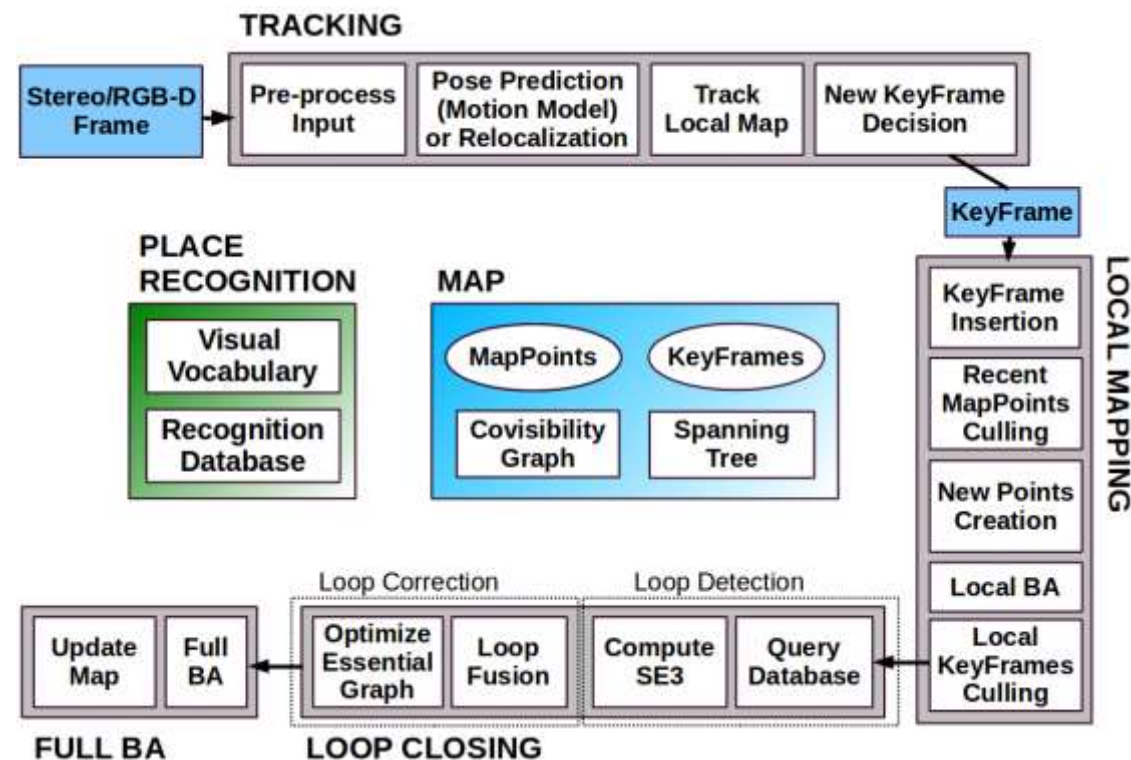 TRACKING
Stereo/RGB-D
Frame
Pre-process
Input
Pose Prediction
(Motion Model)
or Relocalization
Track
Local Map
New KeyFrame
Decision
KeyFrame
PLACE
RECOGNITION
Visual
Vocabulary
Recognition
Database
MAP
MapPoints
KeyFrames
Covisibility
Graph
Spanning
Tree
LOCAL MAPPING
KeyFrame
Insertion
Recent
MapPoints
Culling
New Points
Creation
Local BA
Local
KeyFrames
Culling
Loop Correction
Loop Detection
Optimize
Essential
Graph
Loop
Fusion
Compute
SE3
Query
Database
LOOP CLOSING
Update
Map
Full
BA
FULL BA